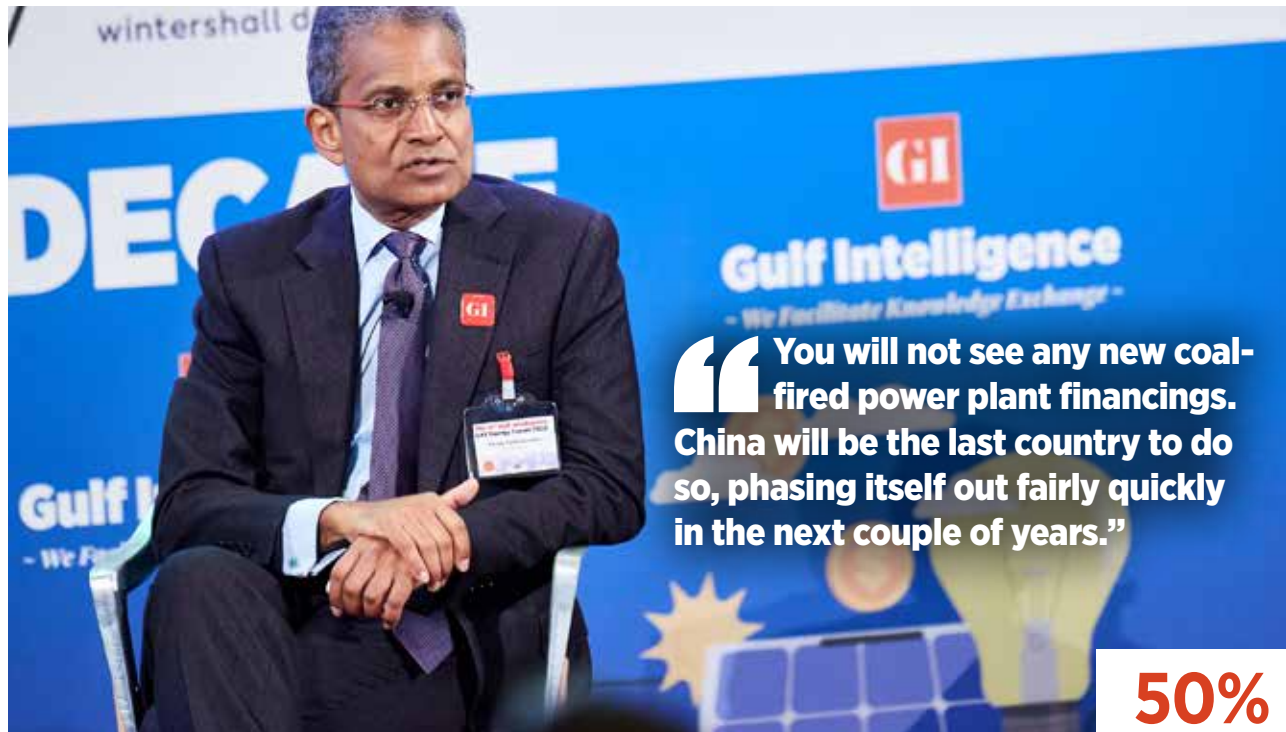 wintershall d
DECA E
GI
Gulf Intelligence
~ We Facilitate Knowledge Exchange ~
GI
Gulf I
~ We Fa
“You will not see any new coal-
fired power plant financings.
China will be the last country to do
so, phasing itself out fairly quickly
in the next couple of years.”
50%